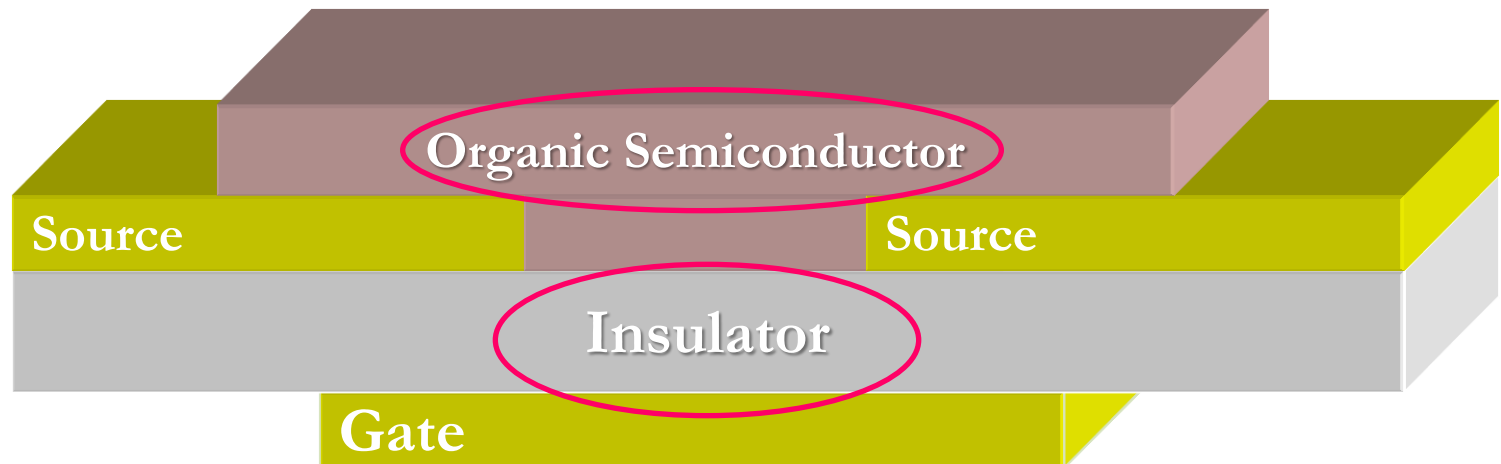 Organic Semiconductor
Source
Source
Insulator
Gate